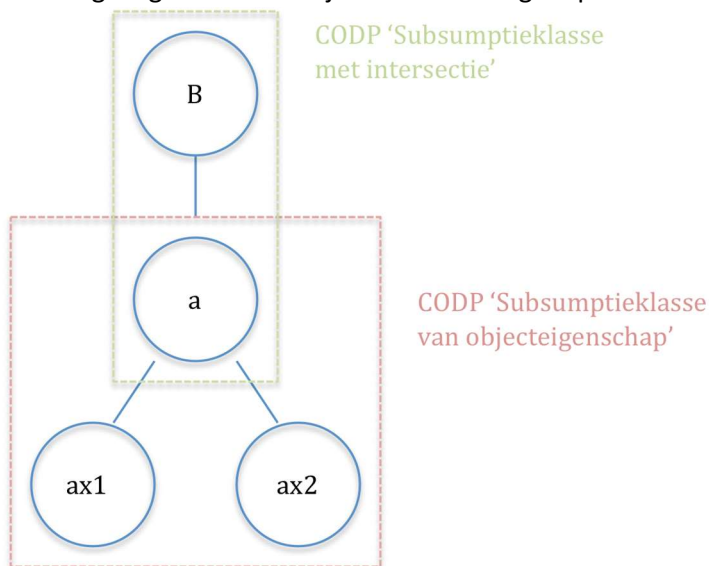 CODP ‘Subsumptieklasse
met intersectie’
B
a
CODP ‘Subsumptieklasse
van objecteigenschap’
ax1
ax2